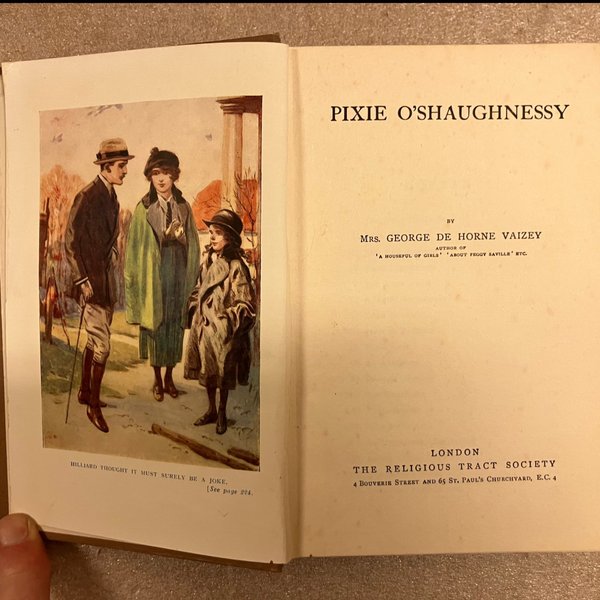 HILLIARD THOUGHT IT MUST SURELY BE A JOKE.
[See page 224.
PIXIE O'SHAUGHNESSY
BY
MRS. GEORGE DE HORNE VAIZEY
AUTHOR OF
'A HOUSEFUL OF GIRLS' 'ABOUT PEGGY SAVILLE' ETC.
LONDON
THE RELIGIOUS TRACT SOCIETY
4 BOUVERIE STREET AND 65 ST. PAUL'S CHURCHYARD, E.C. 4